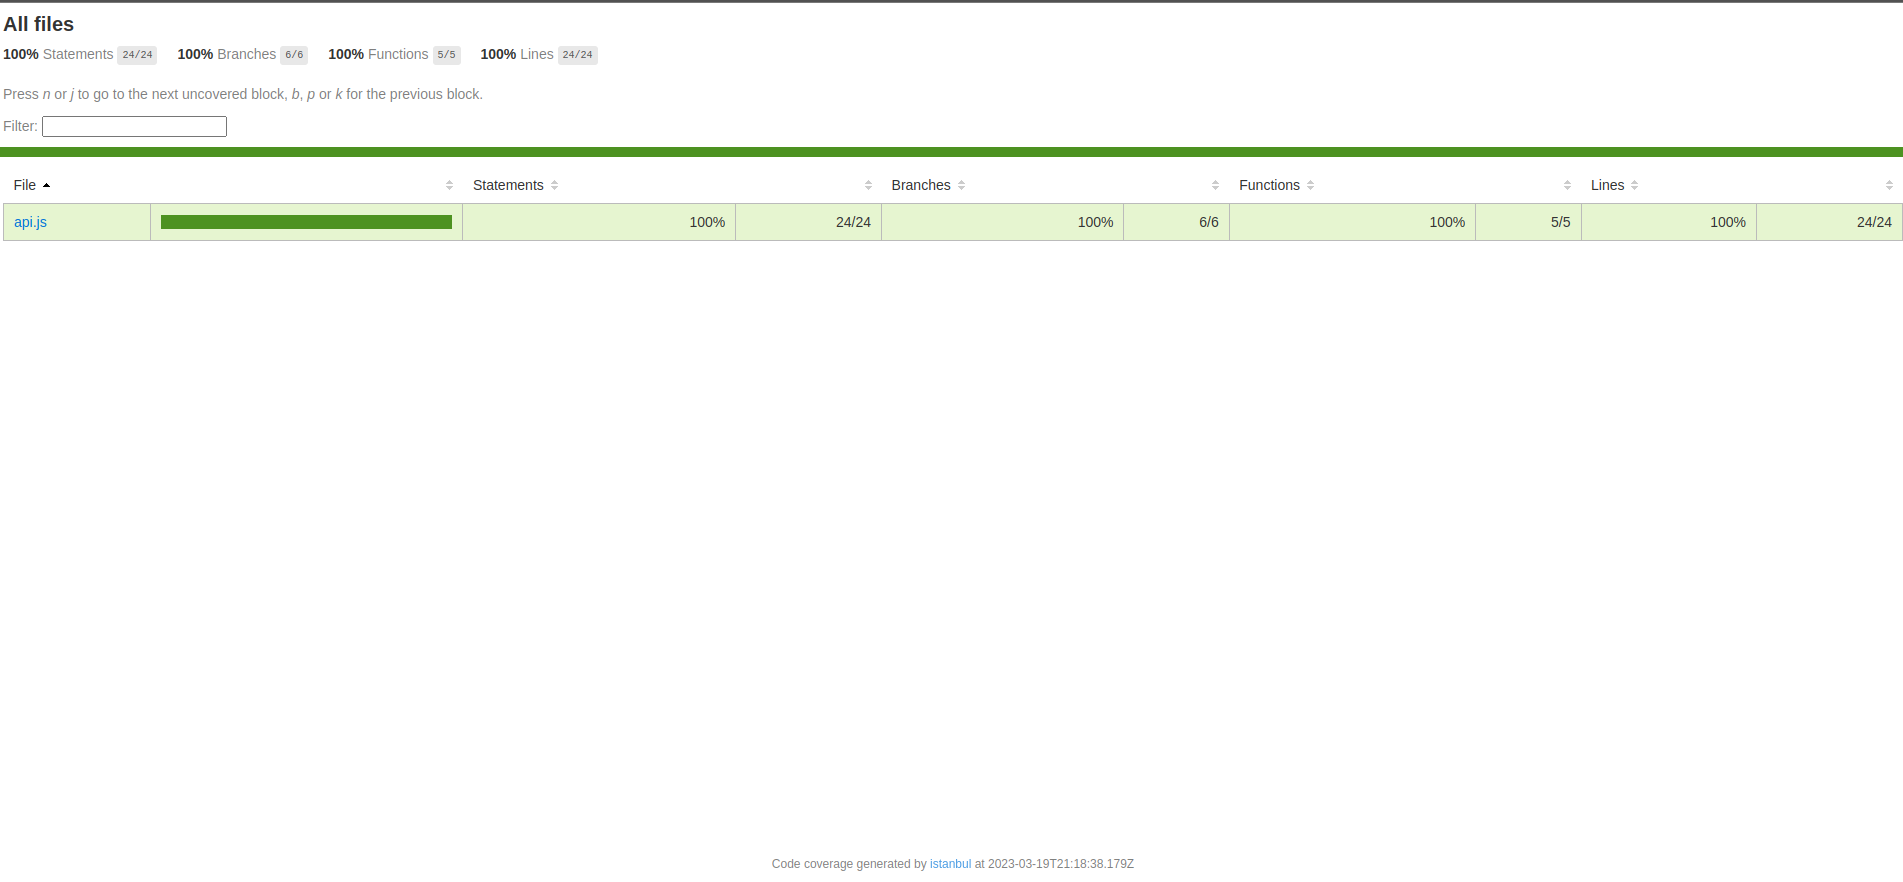 All files
100% Statements 24/24 100% Branches 6/6 100% Functions 5/5 100% Lines 24/24
Press n or j to go to the next uncovered block, b, p or k for the previous block.
Filter:
File Statements Branches Functions Lines
api.js 100% 24/24 100% 6/6 100% 5/5 100% 24/24
Code coverage generated by istanbul at 2023-03-19T21:18:38.179Z